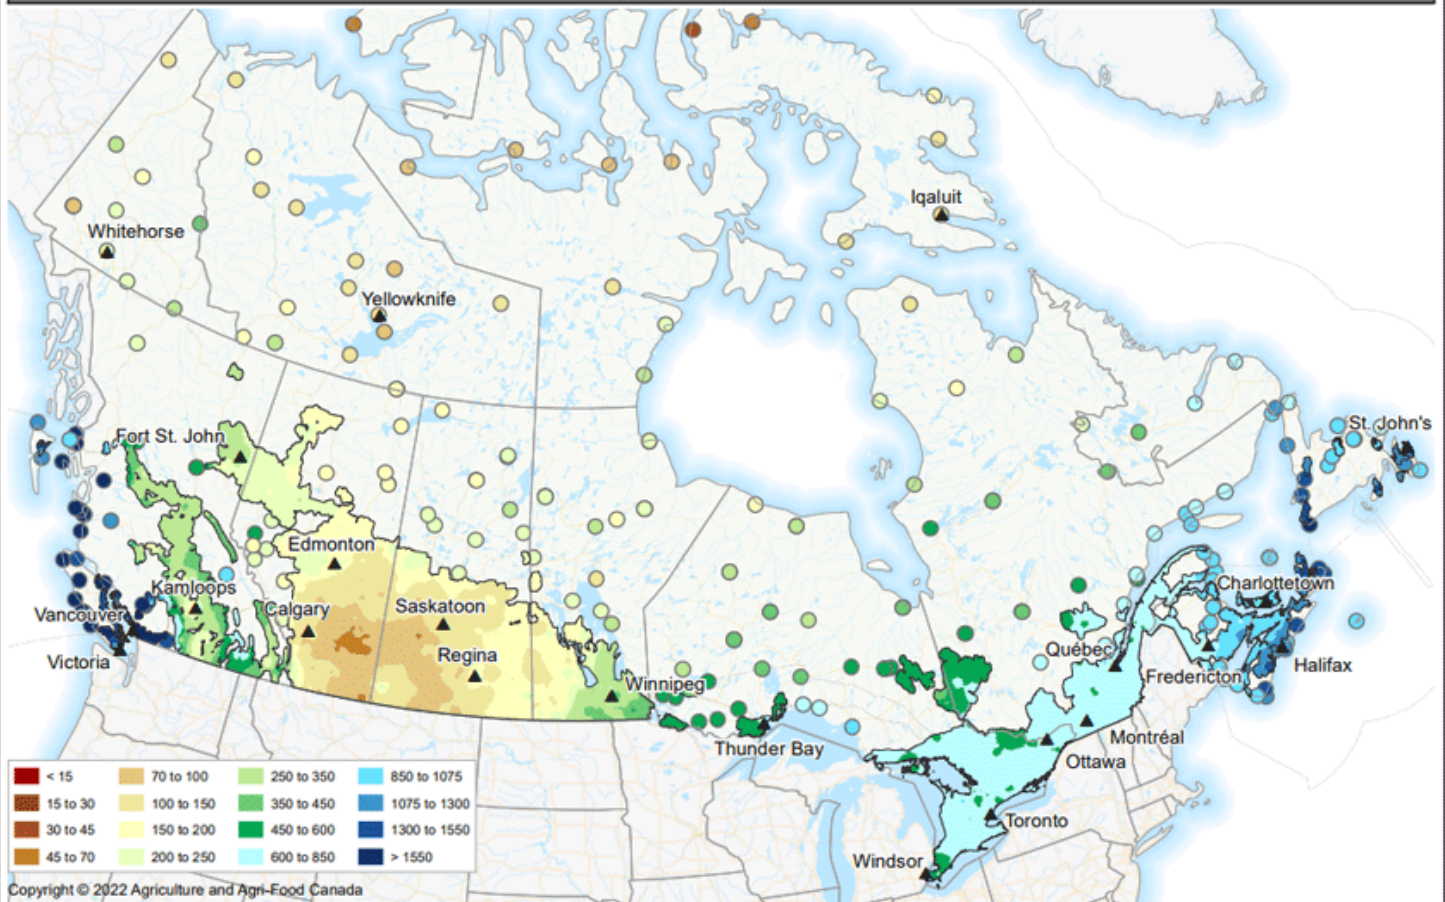 Iqaluit
Whitehorse
Yellowknife
St. John's
Fort St. John
Edmonton
Charlottetown
Kamloops
Calgary
Saskatoon
Vancouver
Québec
Victoria
Regina
Halifax
Fredericton
Winnipeg
Montréal
Thunder Bay
Ottawa
Toronto
Windsor
< 15 70 to 100 250 to 350 850 to 1075
15 to 30 100 to 150 350 to 450 1075 to 1300
30 to 45 150 to 200 450 to 600 1300 to 1550
45 to 70 200 to 250 600 to 850 > 1550
Copyright © 2022 Agriculture and Agri-Food Canada